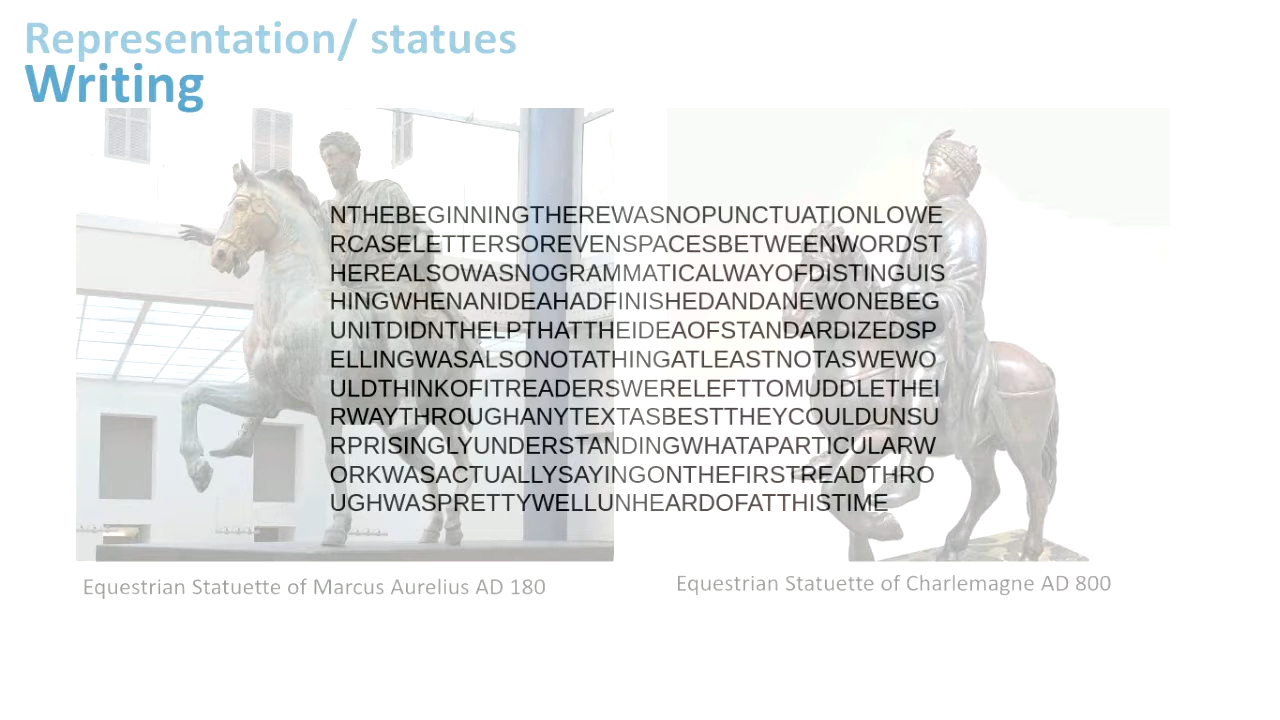 Representation/ statues
Writing
NTHEBEGINNINGTHEREWASNOPUNCTUATIONLOWE
RCASELETTERSOREVENSPACESBETWEENWORDST
HEREALSOWASNOGRAMMATICALWAYOFDISTINGUIS
HINGWHENANIDEAHADFINISHEDANDANEWONEBEG
UNITDIDNTHELPTHATTHEIDEAOFSTANDARDIZEDSP
ELLINGWASALSONOTATHINGATLEASTNOTASWEWO
ULDTHINKOFITREADERSWERELEFTTOMUDDLETHEI
RWAYTHROUGHANYTEXTASBESTTHEYCOULDUNSU
RPRISINGLYUNDERSTANDINGWHATAPARTICULARW
ORKWASACTUALLYSAYINGONTHEFIRSTREADTHRO
UGHWASPRETTYWELLUNHEARDOFATTHISTIME
Equestrian Statuette of Marcus Aurelius AD 180
Equestrian Statuette of Charlemagne AD 800